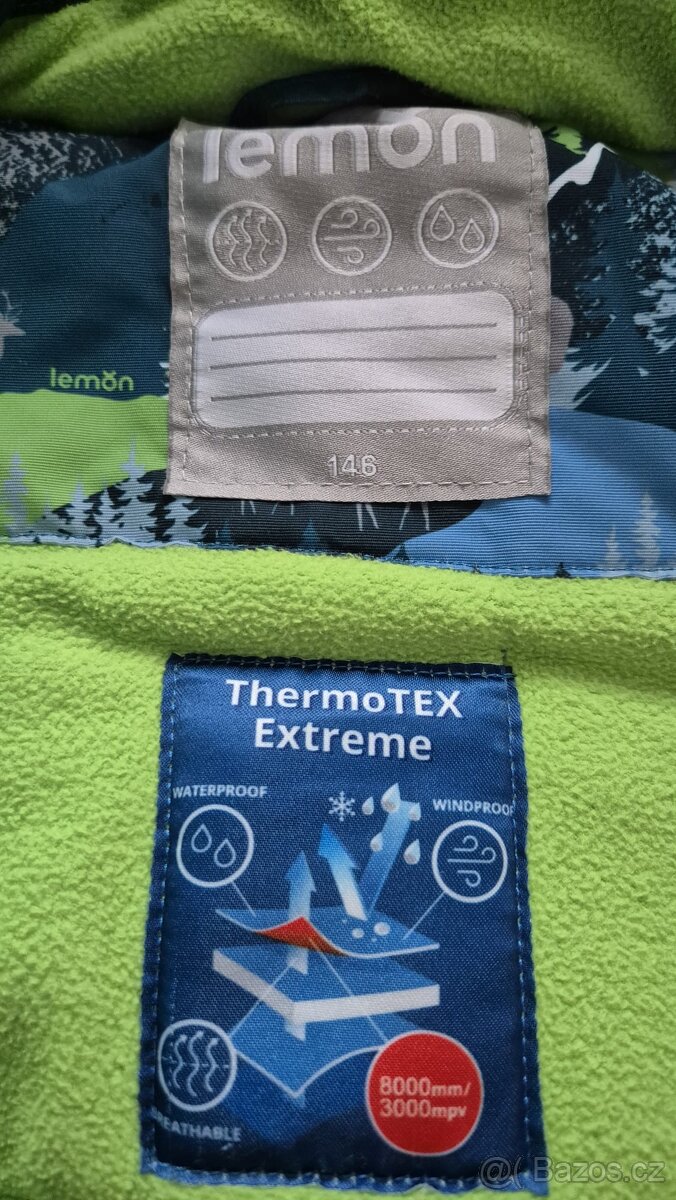 lemon
lemon
146
ThermoTEX
Extreme
WATERPROOF
WINDPROOF
8000mm/
3000mpv
BREATHABLE
@( Bazos.cz